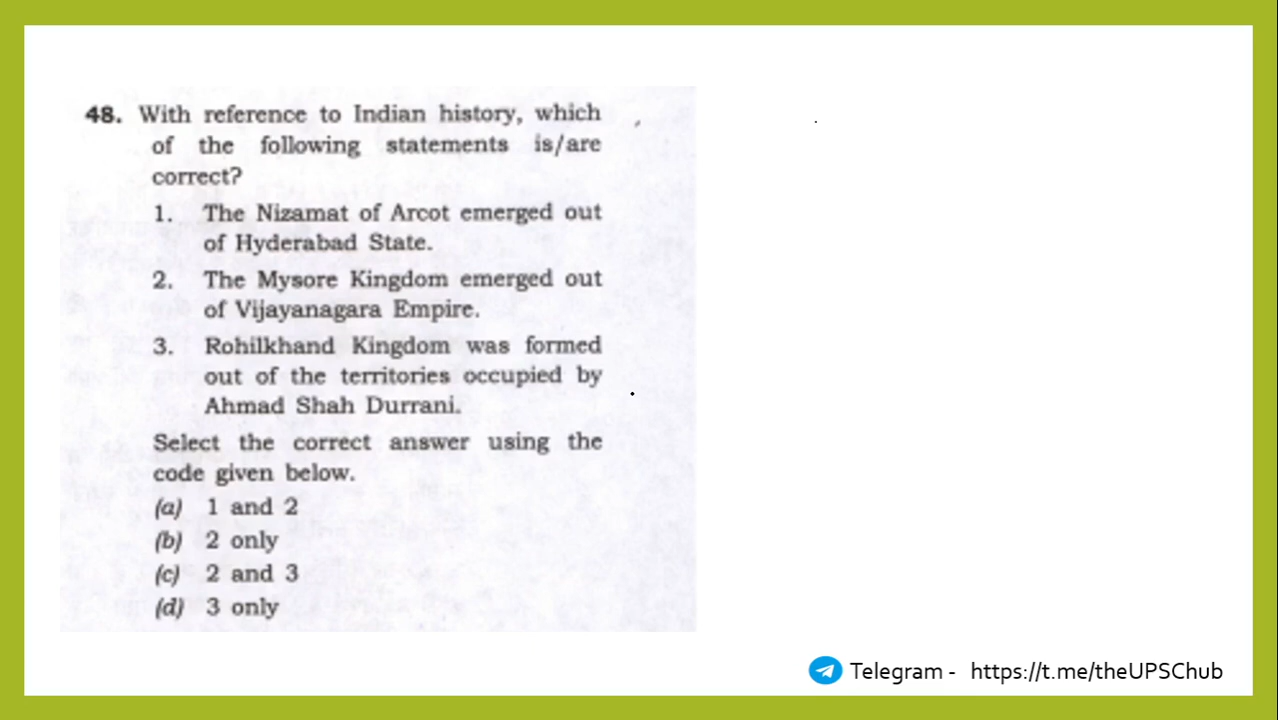 48. With reference to Indian history, which
of the following statements is/are
correct?
1. The Nizamat of Arcot emerged out
of Hyderabad State.
2. The Mysore Kingdom emerged out
of Vijayanagara Empire.
3. Rohilkhand Kingdom was formed
out of the territories occupied by
Ahmad Shah Durrani.
Select the correct answer using the
code given below.
(a) 1 and 2
(b) 2 only
(c) 2 and 3
(d) 3 only
Telegram - https://t.me/theUPSChub